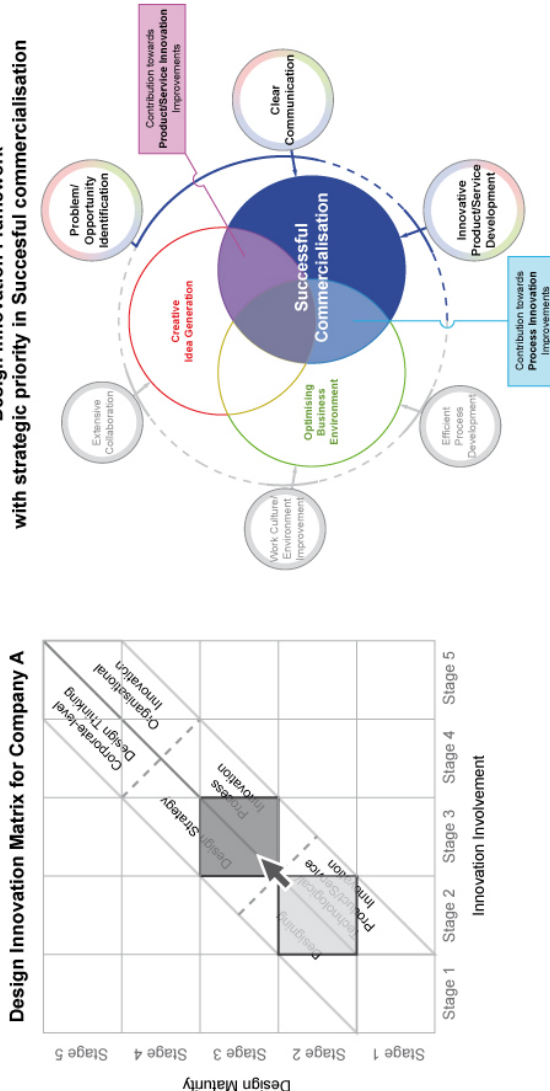 Design Innovation Matrix for Company A
Design Maturity
Stage 5
Stage 4
Stage 3
Stage 2
Stage 1
Corporate-level
Design Thinking
Organisational
Innovation
Design
Strategy
Process
Innovation
Designing
Technological
Product/Service
Innovation
Stage 1
Stage 2
Stage 3
Stage 4
Stage 5
Innovation Involvement
with strategic priority in Succesful commercialisation
Problem/
Opportunity
Identification
Contribution towards
Product/Service Innovation
Improvements
Extensive
Collaboration
Creative
Idea Generation
Clear
Communication
Successful
Commercialisation
Optimising
Business
Environment
Work Culture/
Environment
Improvement
Innovative
Product/Service
Development
Efficient
Process
Development
Contribution towards
Process Innovation
Improvements